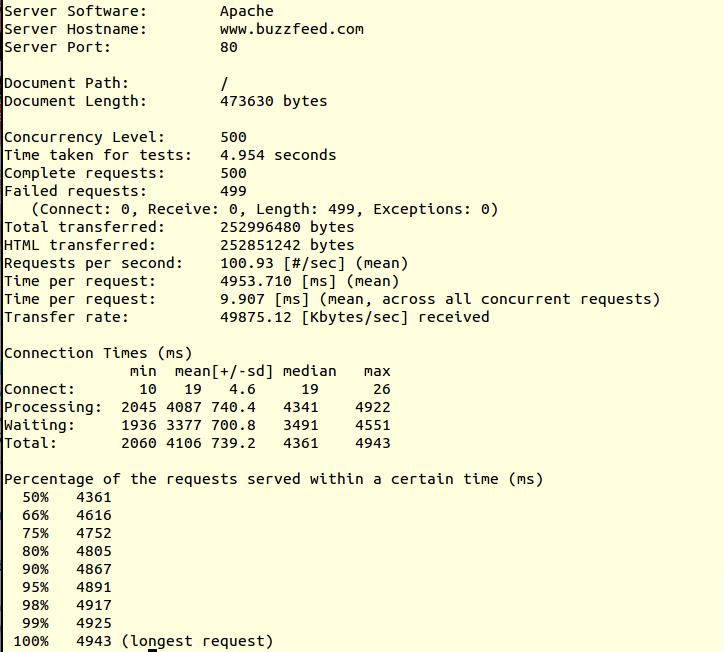 Server Software:        Apache
Server Hostname:        www.buzzfeed.com
Server Port:            80

Document Path:          /
Document Length:        473630 bytes

Concurrency Level:      500
Time taken for tests:   4.954 seconds
Complete requests:      500
Failed requests:        499
   (Connect: 0, Receive: 0, Length: 499, Exceptions: 0)
Total transferred:      252996480 bytes
HTML transferred:       252851242 bytes
Requests per second:    100.93 [#/sec] (mean)
Time per request:       4953.710 [ms] (mean)
Time per request:       9.907 [ms] (mean, across all concurrent requests)
Transfer rate:          49875.12 [Kbytes/sec] received

Connection Times (ms)
              min  mean[+/-sd] median   max
Connect:       10   19   4.6     19      26
Processing:  2045 4087 740.4   4341    4922
Waiting:     1936 3377 700.8   3491    4551
Total:       2060 4106 739.2   4361    4943

Percentage of the requests served within a certain time (ms)
  50%   4361
  66%   4616
  75%   4752
  80%   4805
  90%   4867
  95%   4891
  98%   4917
  99%   4925
 100%   4943 (longest request)